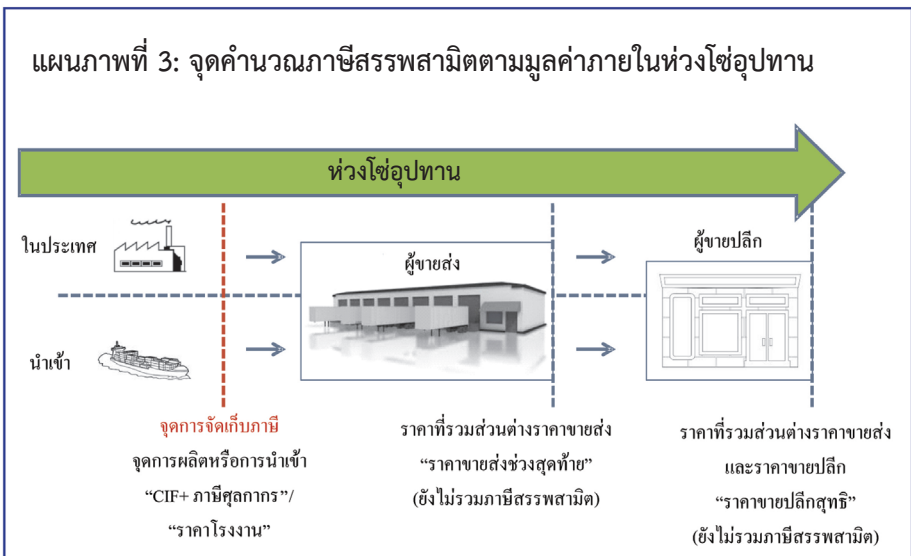 แผนภาพที่ 3: จุดคำนวณภาษีสรรพสามิตตามมูลค่าภายในห่วงโซ่อุปทาน
ห่วงโซ่อุปทาน
ในประเทศ
ผู้ขายส่ง
ผู้ขายปลีก
นำเข้า
จุดการจัดเก็บภาษี
จุดการผลิตหรือการนำเข้า
“CIF+ ภาษีศุลกากร”/
“ราคาโรงงาน”
ราคาที่รวมส่วนต่างราคาขายส่ง
“ราคาขายส่งช่วงสุดท้าย”
(ยังไม่รวมภาษีสรรพสามิต)
ราคาที่รวมส่วนต่างราคาขายส่ง
และราคาขายปลีก
“ราคาขายปลีกสุทธิ”
(ยังไม่รวมภาษีสรรพสามิต)